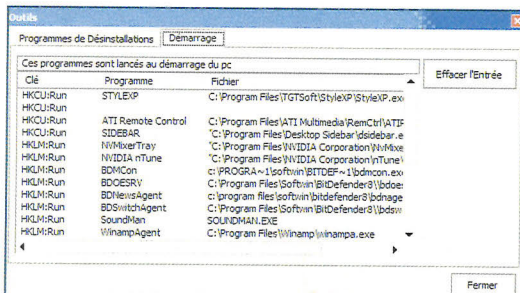 Outils
Programmes de Désinstallations Démarrage
Ces programmes sont lancés au démarrage du pc
Effacer l'Entrée
Clé Programme Fichier
HKCU:Run STYLEXP C:\Program Files\TGTSoft\StyleXP\StyleXP.exe
HKCU:Run
HKCU:Run ATI Remote Control C:\Program Files\ATI Multimedia\RemCtrl\ATIF
HKCU:Run SIDEBAR "C:\Program Files\Desktop Sidebar\dsidebar.e
HKLM:Run NVMixerTray "C:\Program Files\NVIDIA Corporation\NvMixe
HKLM:Run NVIDIA nTune "C:\Program Files\NVIDIA Corporation\nTune\
HKLM:Run BDMCon c:\PROGRA~1\softwin\BITDEF~1\bdmcon.exe
HKLM:Run BDOESRV C:\Program Files\Softwin\BitDefender8\\bdoes
HKLM:Run BDNewsAgent c:\program files\softwin\bitdefender8\bdnage
HKLM:Run BDSwitchAgent C:\Program Files\Softwin\BitDefender8\\bdsw
HKLM:Run SoundMan SOUNDMAN.EXE
HKLM:Run WinampAgent C:\Program Files\Winamp\winampa.exe
Fermer